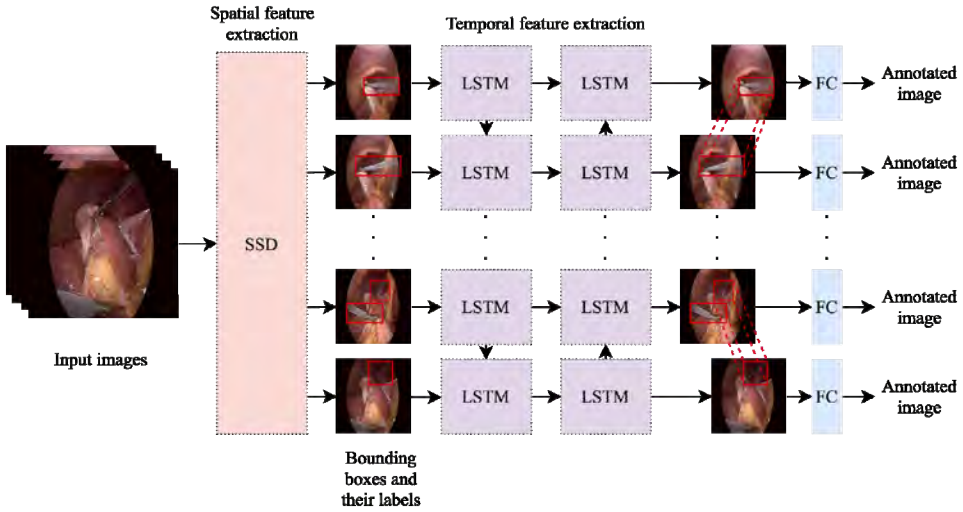 Spatial feature
extraction
Temporal feature extraction
LSTM
LSTM
FC
Annotated
image
LSTM
LSTM
FC
Annotated
image
SSD
Input images
LSTM
LSTM
FC
Annotated
image
LSTM
LSTM
FC
Annotated
image
Bounding
boxes and
their labels